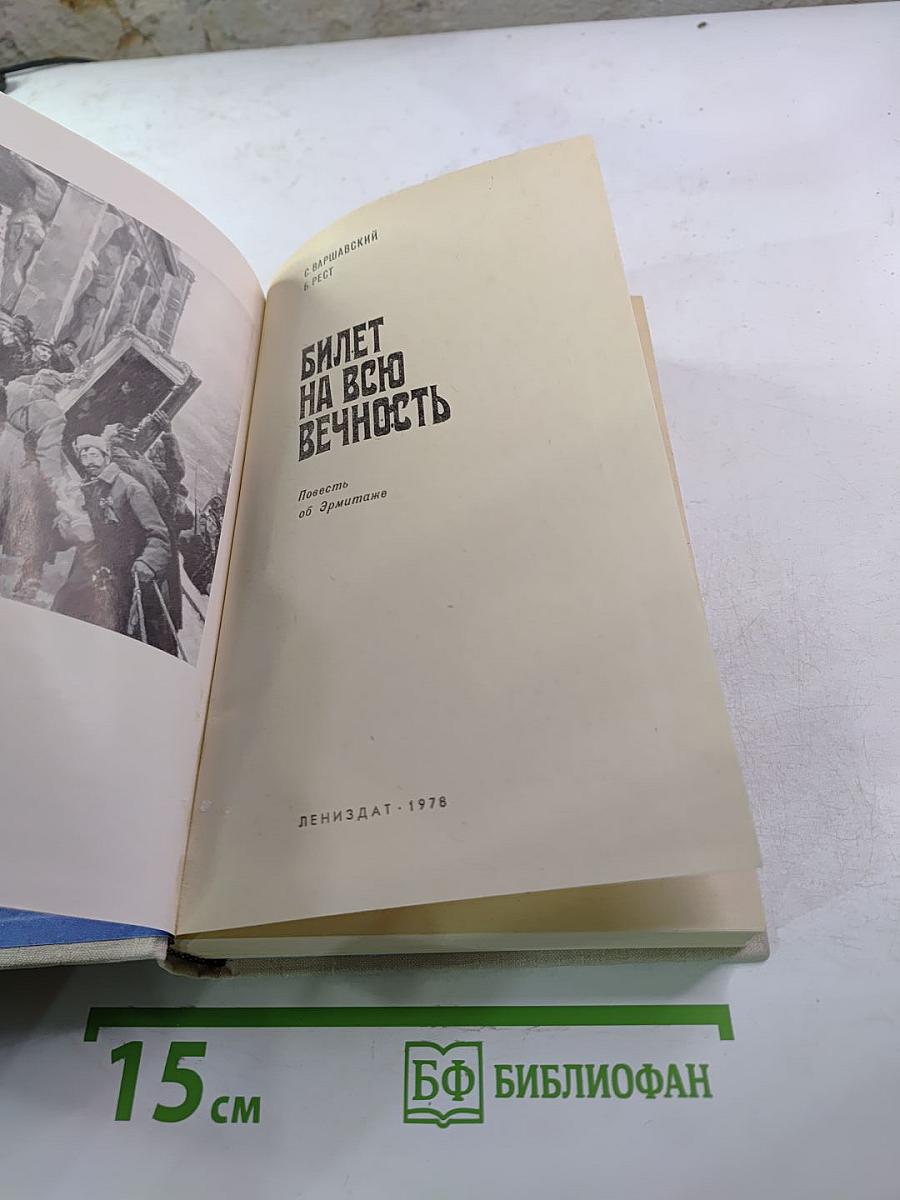 С. ВАРШАВСКИЙ
Б. РЕСТ
БИЛЕТ
НА ВСЮ
ВЕЧНОСТЬ
Повесть
об Эрмитаже
ЛЕНИЗДАТ · 1978
15 см
БФ БИБЛИОФАН